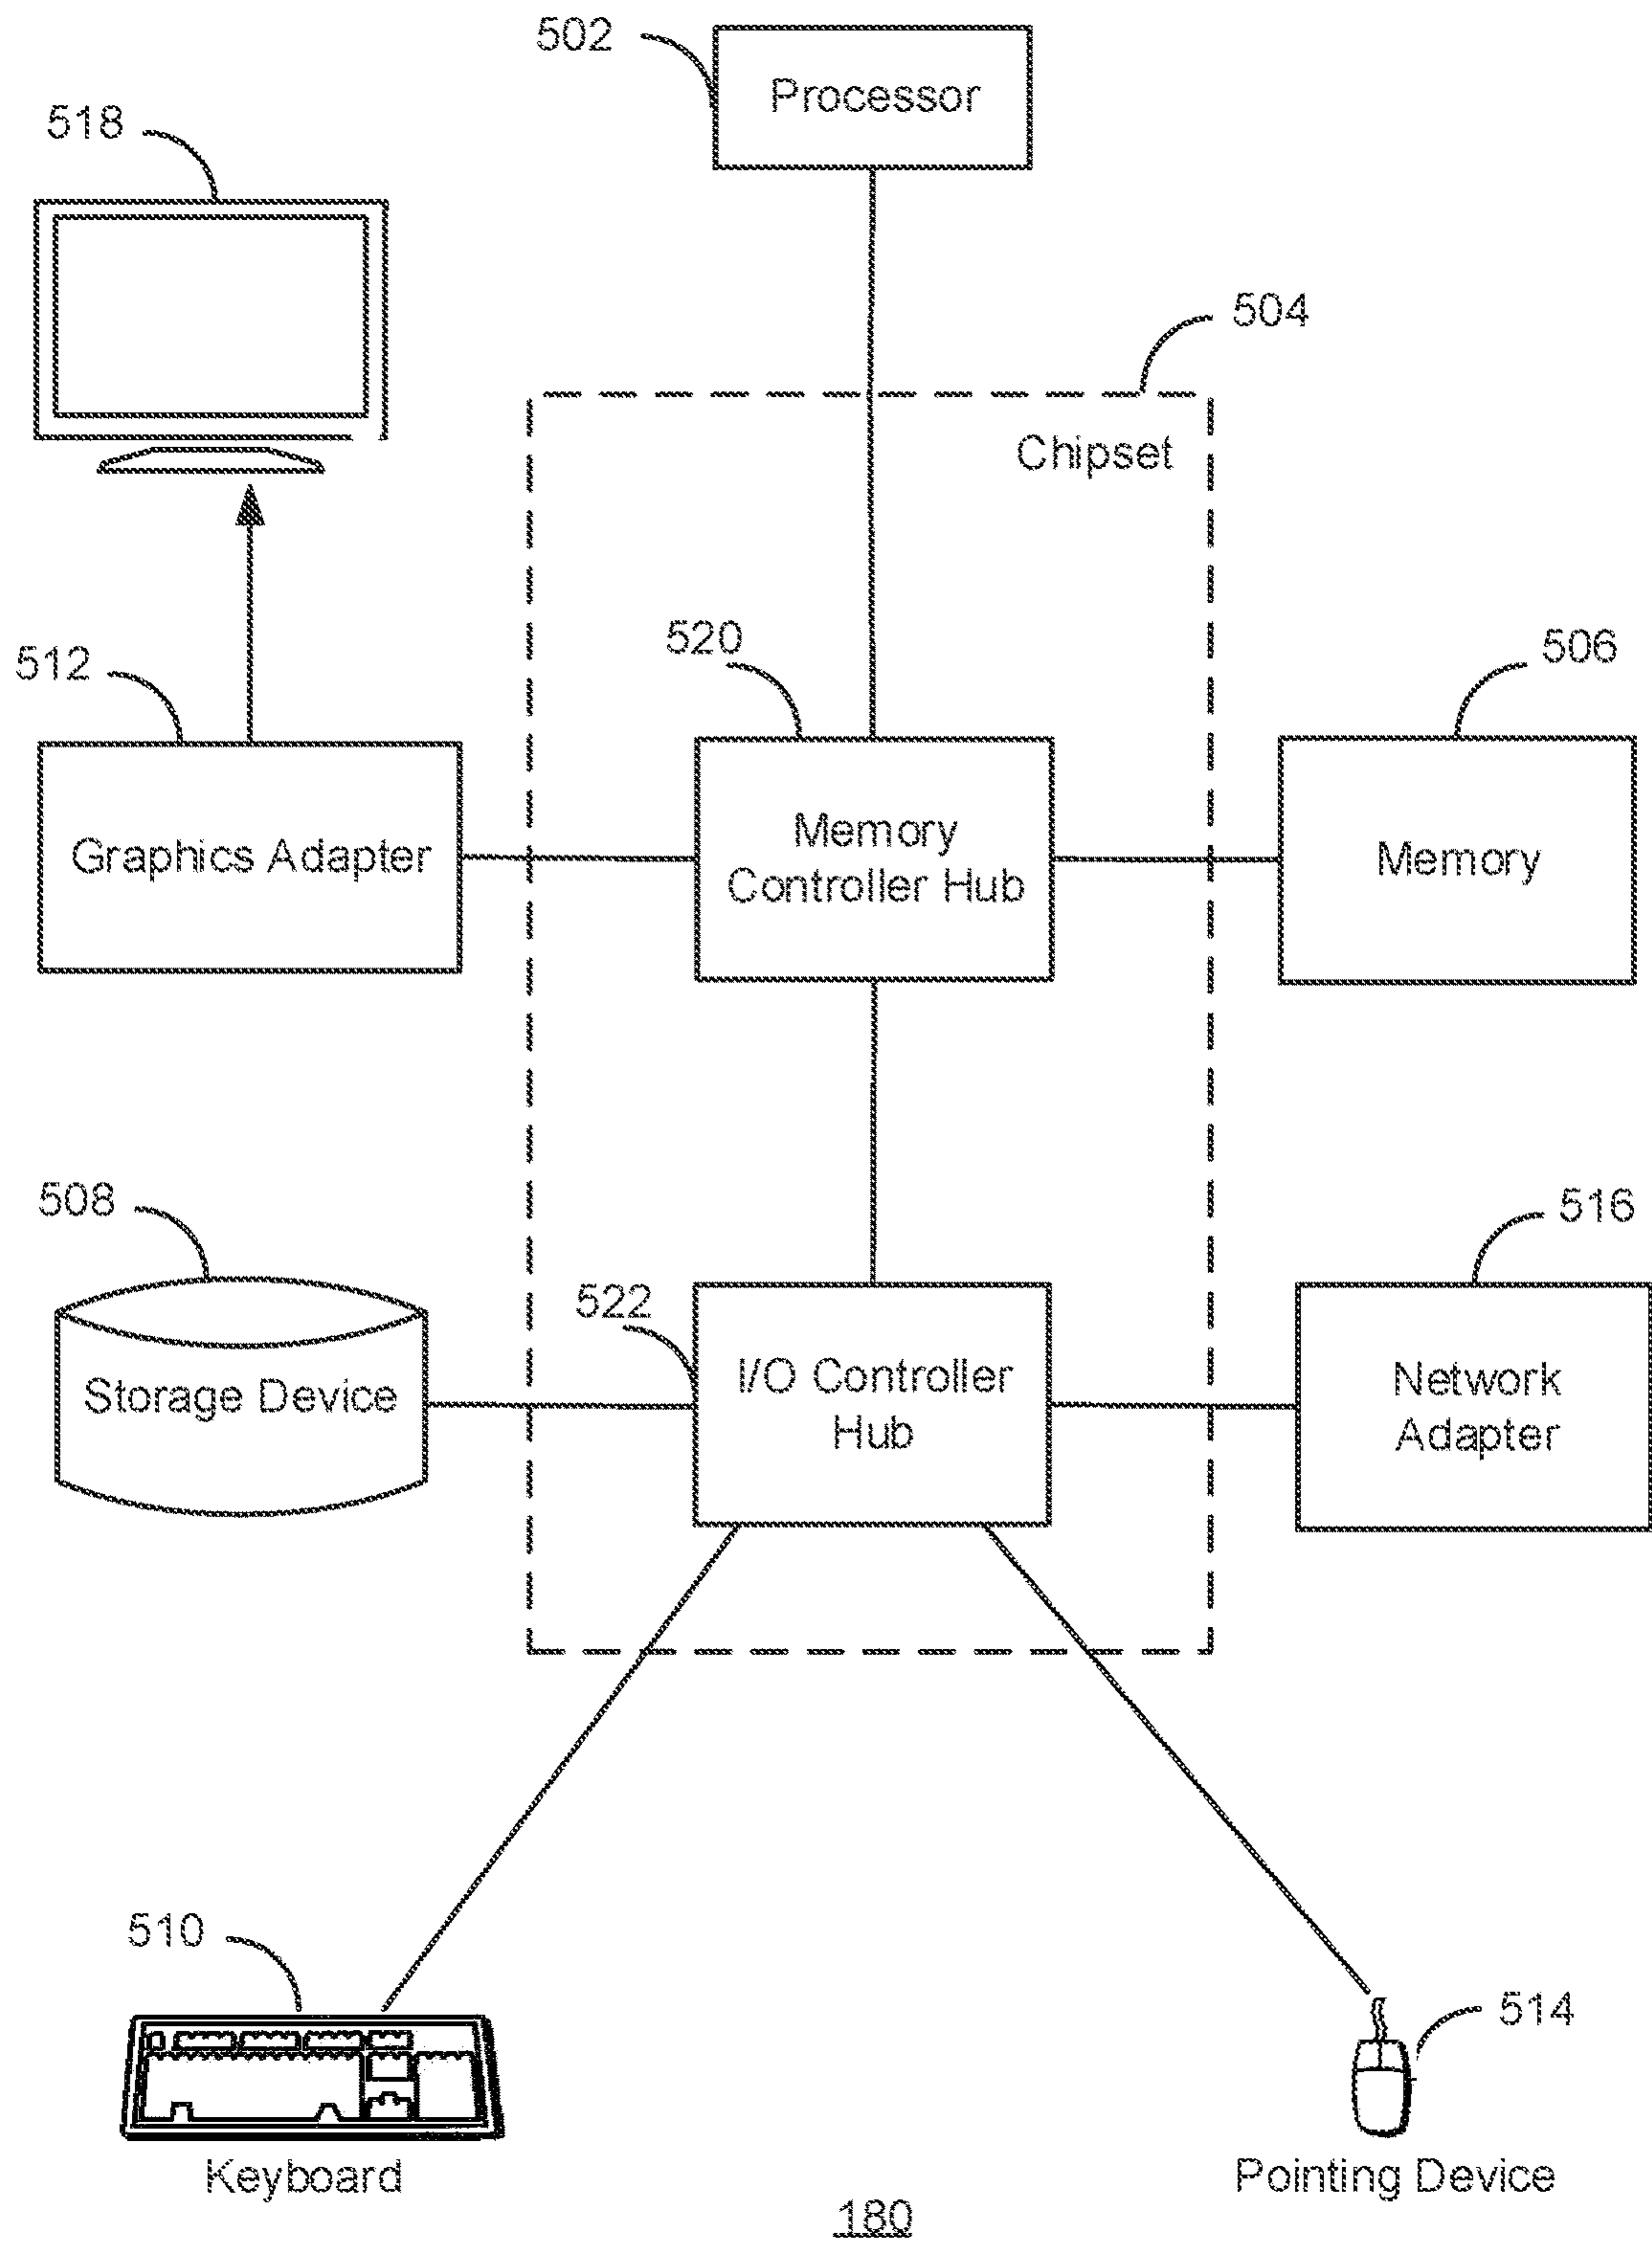 502
Processor
518
504
Chipset
520
506
512
Memory
Controller Hub
Graphics Adapter
Memory
508
516
522
I/O Controller
Hub
Storage Device
Network
Adapter
510
514
Keyboard
Pointing Device
180